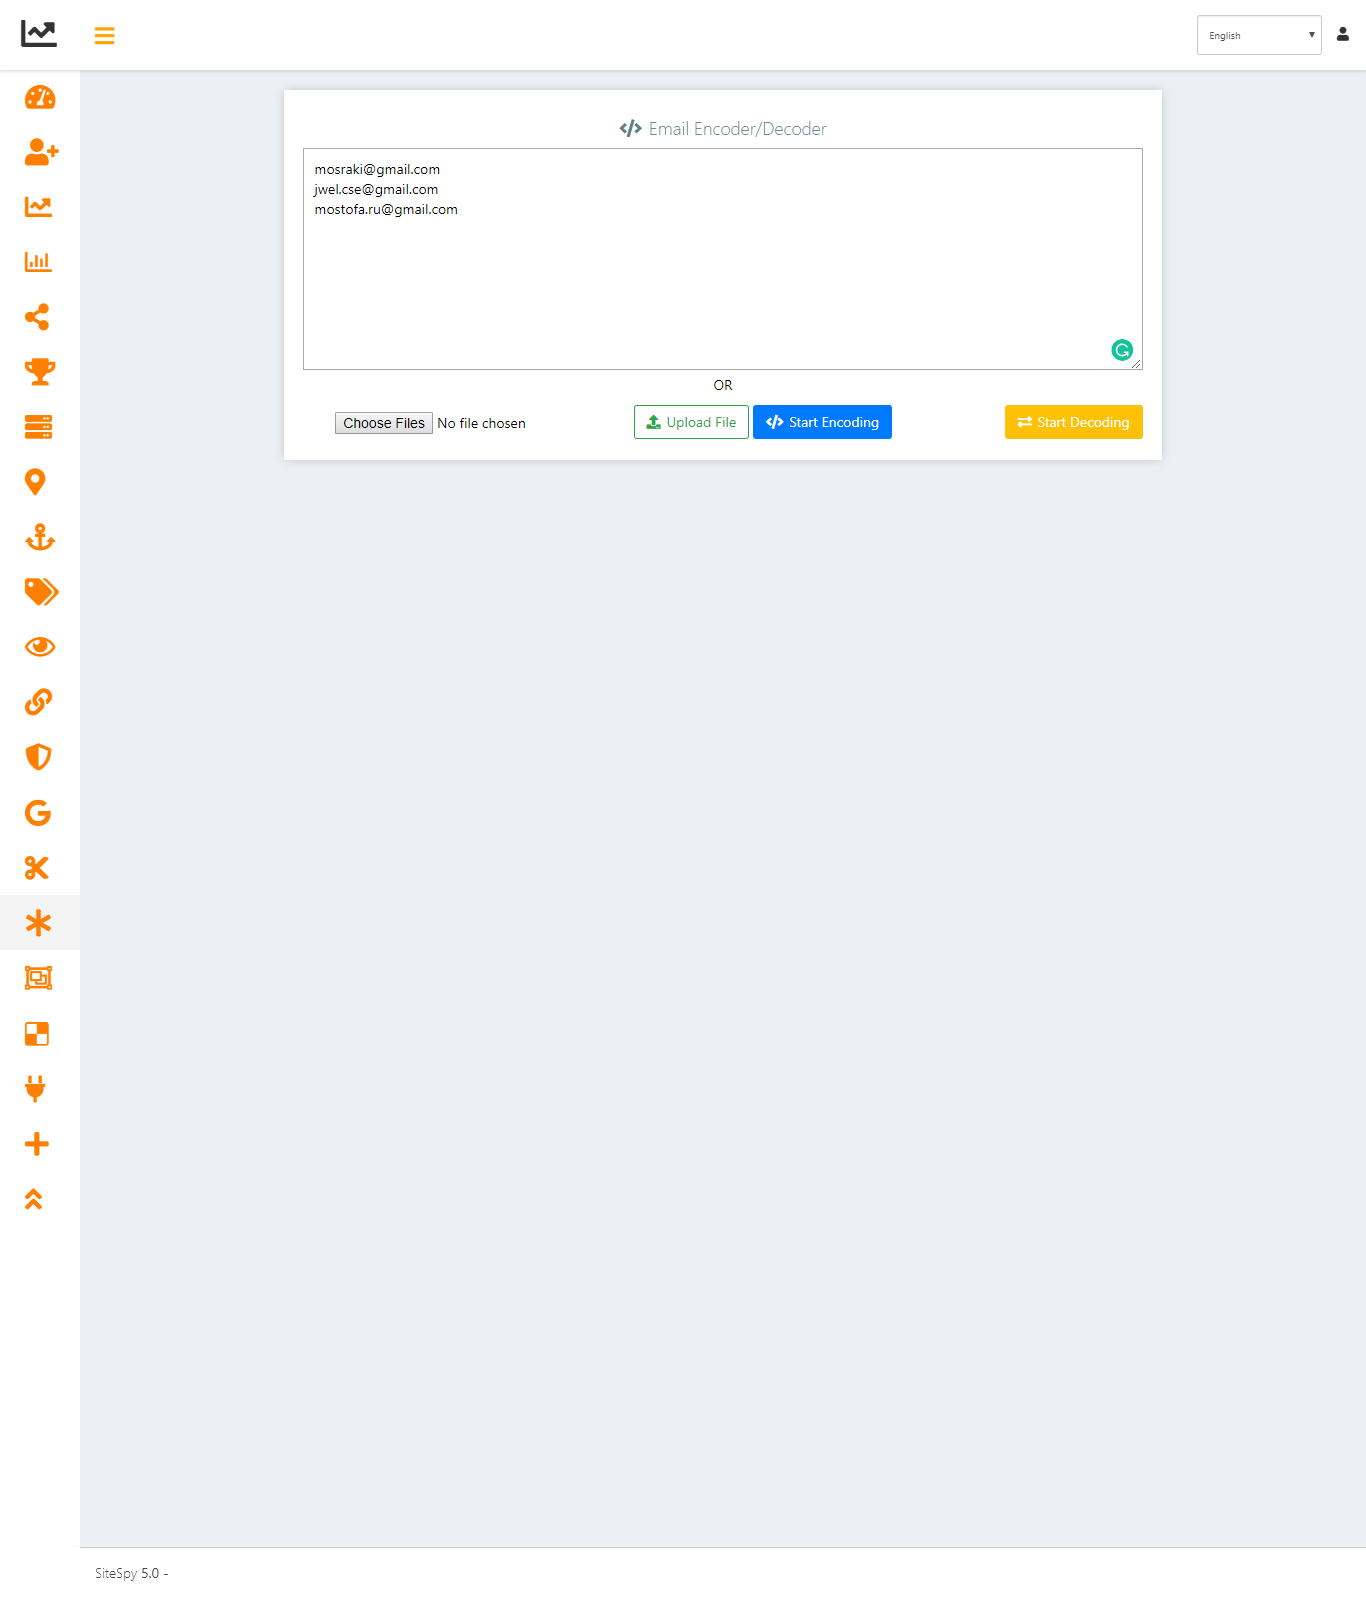 English
Email Encoder/Decoder
mosraki@gmail.com
jwel.cse@gmail.com
mostofa.ru@gmail.com
OR
Choose Files No file chosen
Upload File
Start Encoding
Start Decoding
SiteSpy 5.0 -